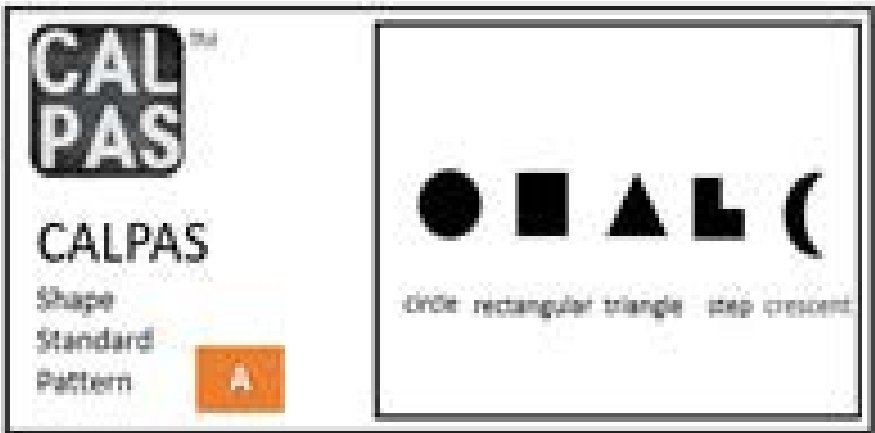 CAL
PAS
TM
CALPAS
Shape
Standard
Pattern
A
circle rectangular triangle step crescent